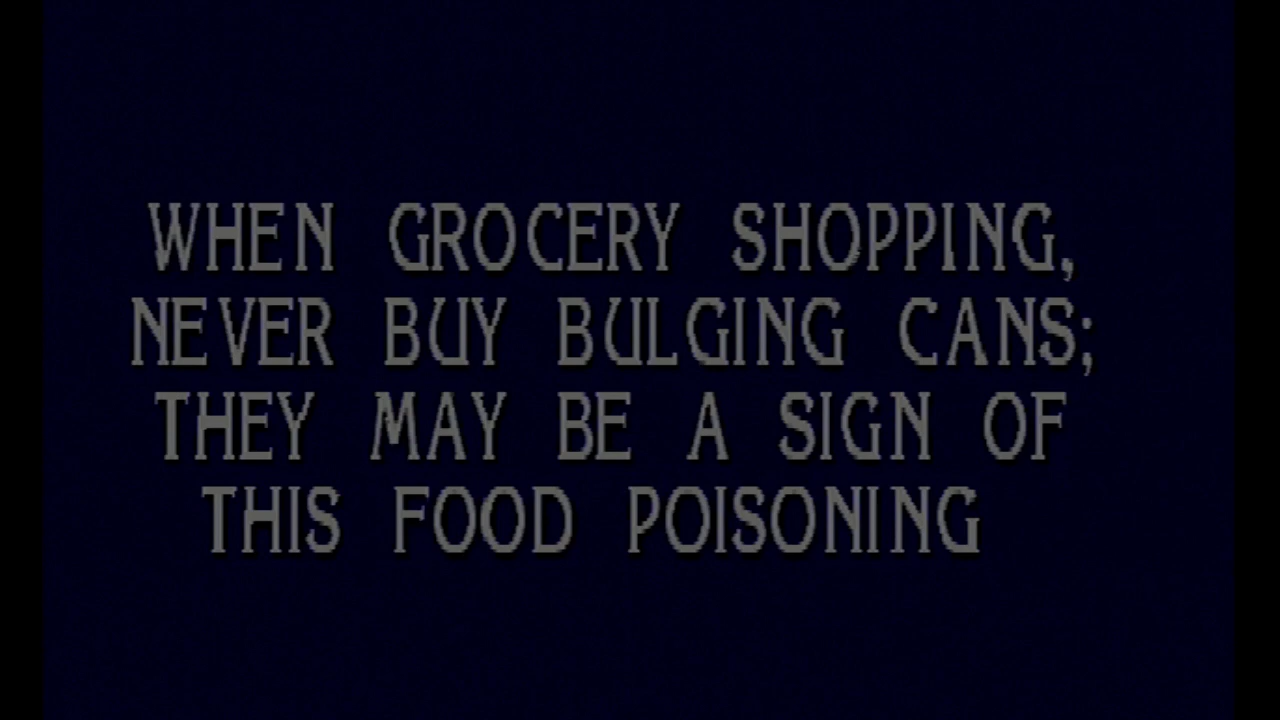 WHEN GROCERY SHOPPING,
NEVER BUY BULGING CANS;
THEY MAY BE A SIGN OF
THIS FOOD POISONING